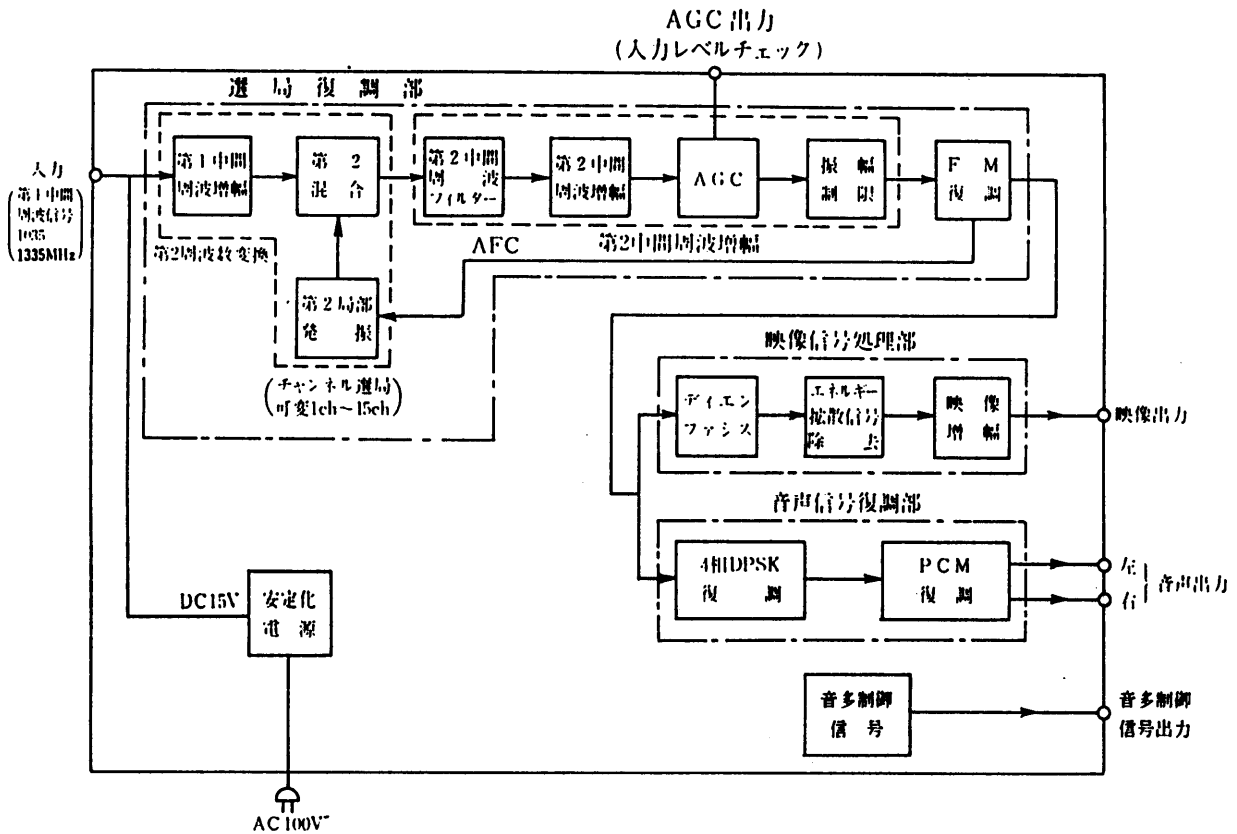 AGC出力
(入力レベルチェック)
選局復調部
入力
(第1中間
周波信号
1035
1335MHz)
第1中間
周波増幅
第2
混合
第2中間
周波
フィルター
第2中間
周波増幅
AGC
振幅
制限
FM
復調
第2周波数変換
AFC
第2中間周波増幅
第2局部
発振
(チャンネル選局
可変1ch～15ch)
映像信号処理部
ディエン
ファシス
エネルギー
拡散信号
除去
映像
増幅
映像出力
音声信号復調部
4相DPSK
復調
PCM
復調
左
右
音声出力
DC15V
安定化
電源
音多制御
信号
音多制御
信号出力
AC100V